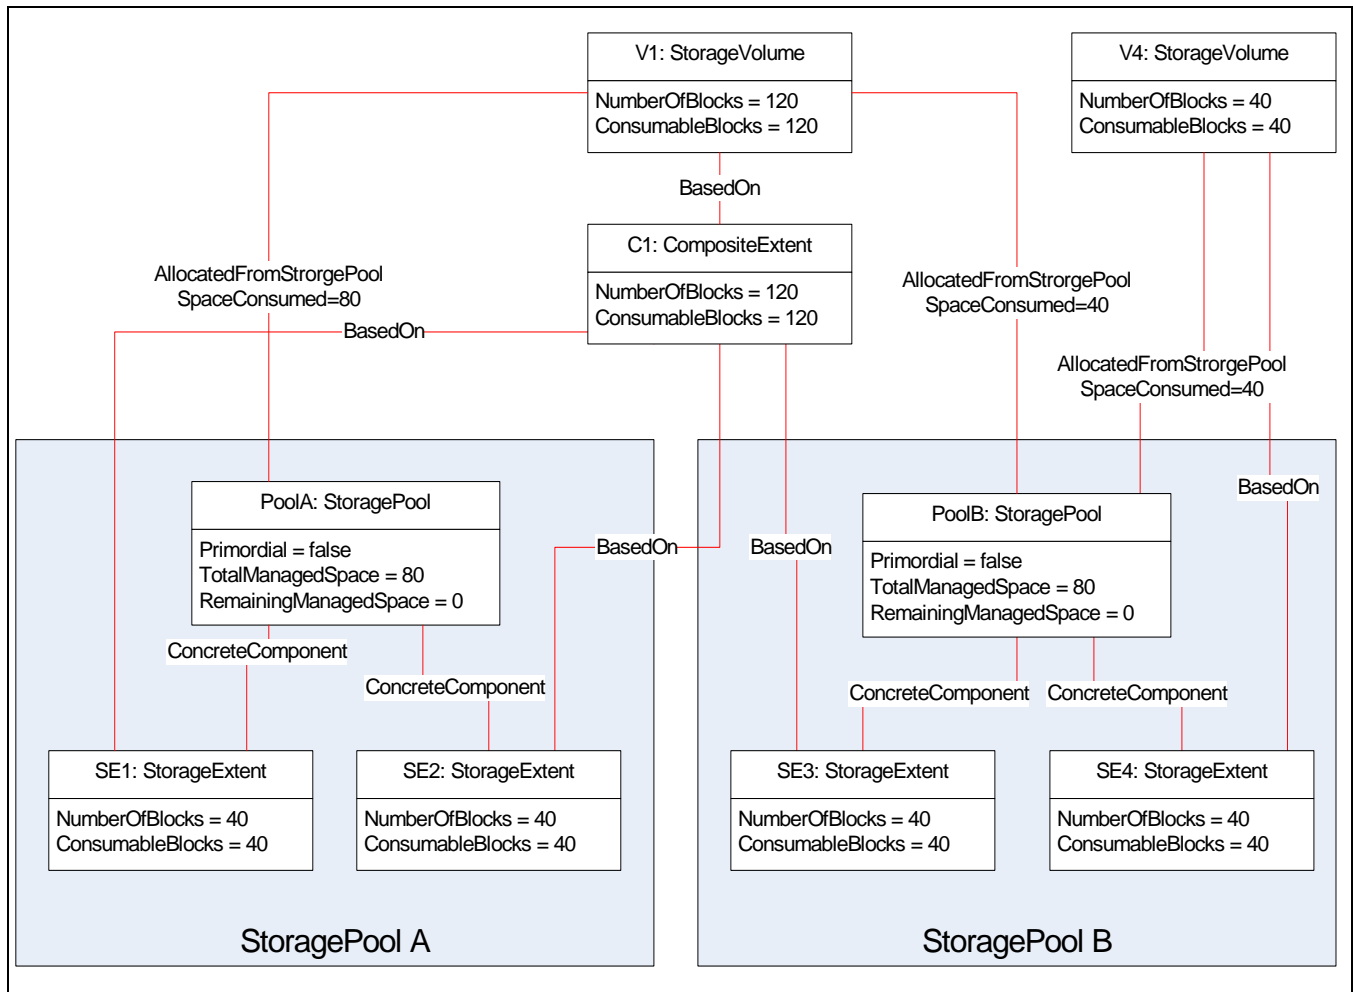 V1: StorageVolume
NumberOfBlocks = 120
ConsumableBlocks = 120
V4: StorageVolume
NumberOfBlocks = 40
ConsumableBlocks = 40
BasedOn
C1: CompositeExtent
NumberOfBlocks = 120
ConsumableBlocks = 120
AllocatedFromStrorgePool
SpaceConsumed=80
AllocatedFromStrorgePool
SpaceConsumed=40
BasedOn
AllocatedFromStrorgePool
SpaceConsumed=40
BasedOn
PoolA: StoragePool
Primordial = false
TotalManagedSpace = 80
RemainingManagedSpace = 0
PoolB: StoragePool
Primordial = false
TotalManagedSpace = 80
RemainingManagedSpace = 0
BasedOn
BasedOn
ConcreteComponent
ConcreteComponent
ConcreteComponent
ConcreteComponent
SE1: StorageExtent
NumberOfBlocks = 40
ConsumableBlocks = 40
SE2: StorageExtent
NumberOfBlocks = 40
ConsumableBlocks = 40
SE3: StorageExtent
NumberOfBlocks = 40
ConsumableBlocks = 40
SE4: StorageExtent
NumberOfBlocks = 40
ConsumableBlocks = 40
StoragePool A
StoragePool B